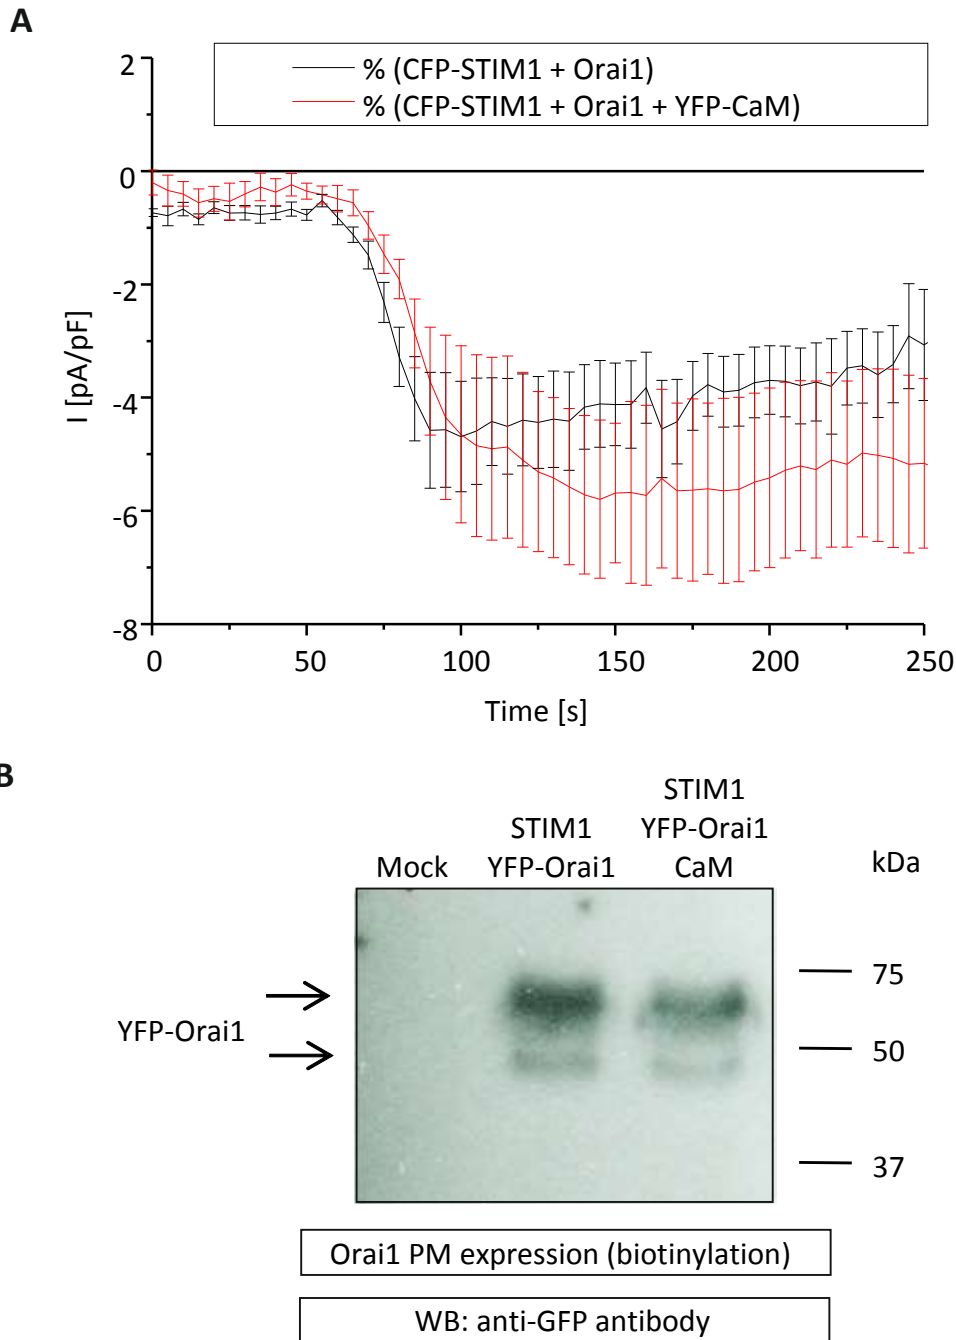 A
% (CFP-STIM1 + Orai1)
% (CFP-STIM1 + Orai1 + YFP-CaM)
2
0
-2
-4
-6
-8
I [pA/pF]
0 50 100 150 200 250
Time [s]
B
Mock
STIM1
YFP-Orai1
STIM1
YFP-Orai1
CaM
kDa
YFP-Orai1
75
50
37
Orai1 PM expression (biotinylation)
WB: anti-GFP antibody